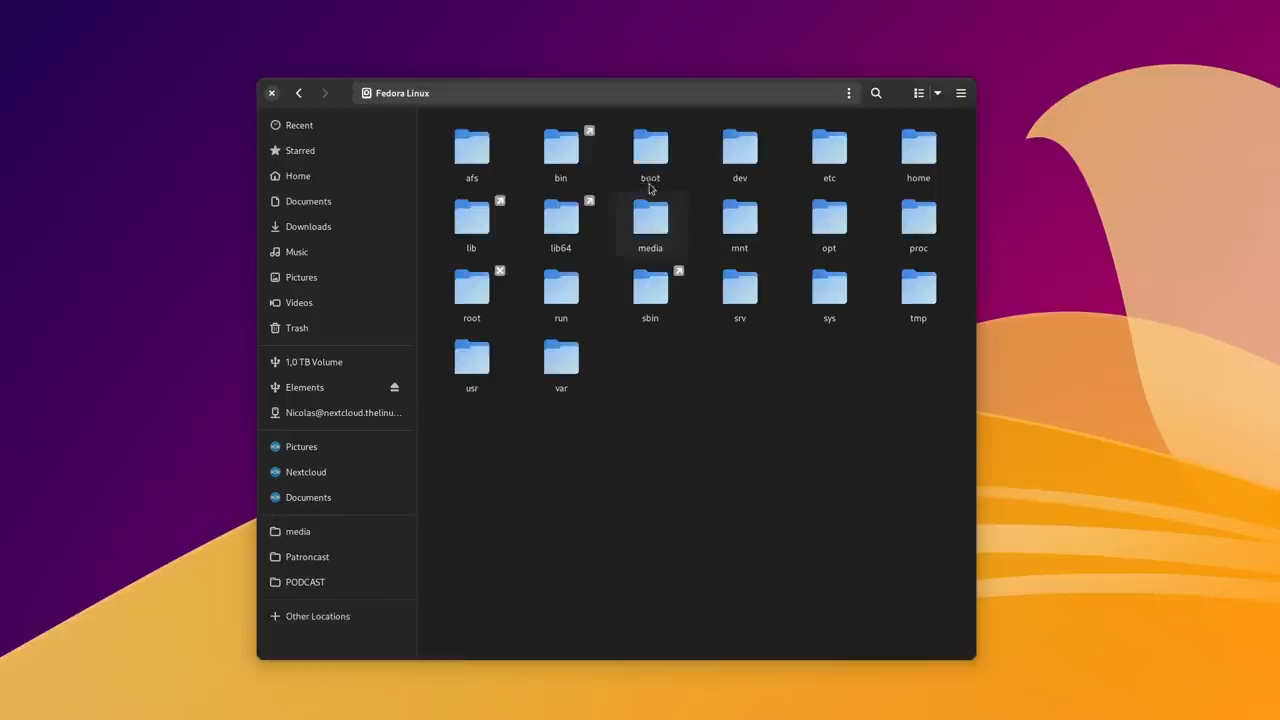 Fedora Linux
Recent
Starred
Home
Documents
Downloads
Music
Pictures
Videos
Trash
1,0 TB Volume
Elements
Nicolas@nextcloud.thelinu...
Pictures
Nextcloud
Documents
media
Patroncast
PODCAST
Other Locations
afs bin boot dev etc home
lib lib64 media mnt opt proc
root run sbin srv sys tmp
usr var